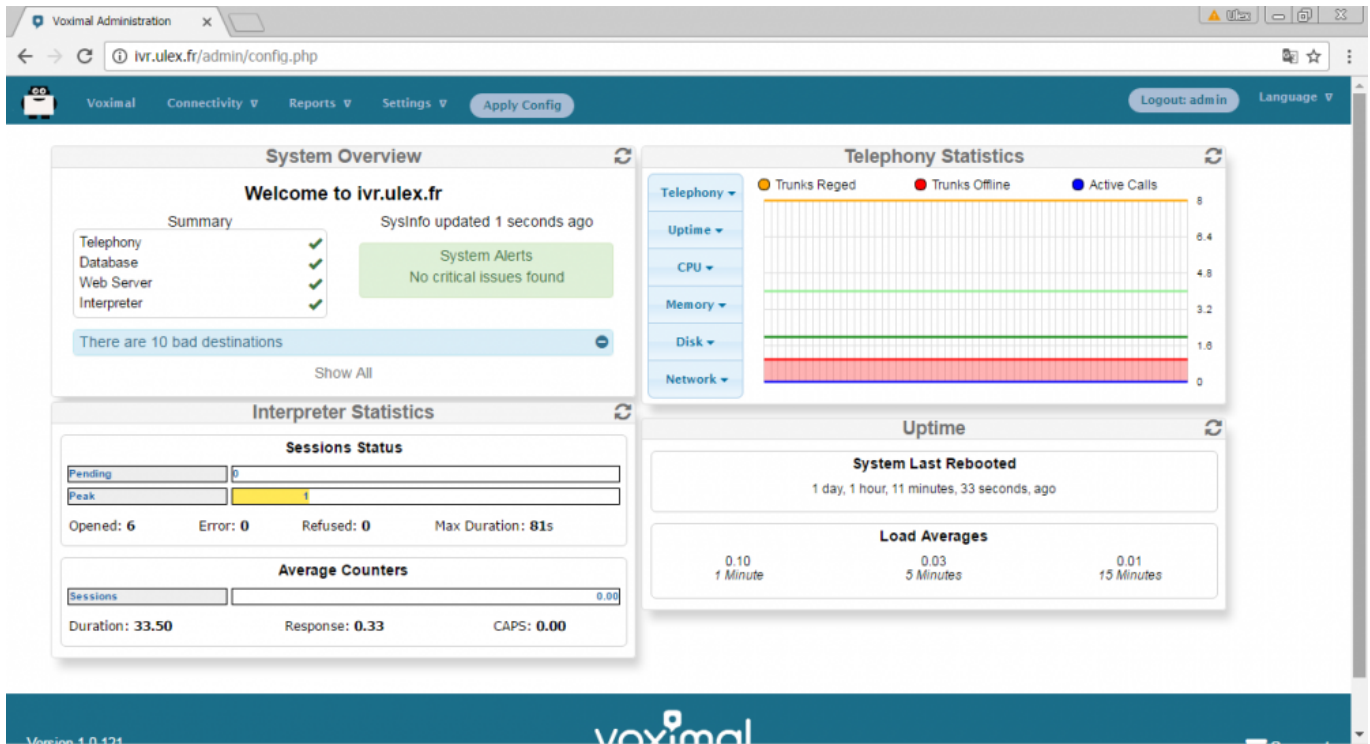 Voximal Administration
ivr.ulex.fr/admin/config.php
Voximal Connectivity Reports Settings Apply Config Logout: admin Language
System Overview
Welcome to ivr.ulex.fr
Summary
Telephony
Database
Web Server
Interpreter
SysInfo updated 1 seconds ago
System Alerts
No critical issues found
There are 10 bad destinations
Show All
Telephony Statistics
Telephony
Uptime
CPU
Memory
Disk
Network
Trunks Reged Trunks Offline Active Calls
8
6.4
4.8
3.2
1.6
0
Interpreter Statistics
Sessions Status
Pending 0
Peak 1
Opened: 6 Error: 0 Refused: 0 Max Duration: 81s
Average Counters
Sessions 0.00
Duration: 33.50 Response: 0.33 CAPS: 0.00
Uptime
System Last Rebooted
1 day, 1 hour, 11 minutes, 33 seconds, ago
Load Averages
0.10 0.03 0.01
1 Minute 5 Minutes 15 Minutes
Version 1.0.121
voximal